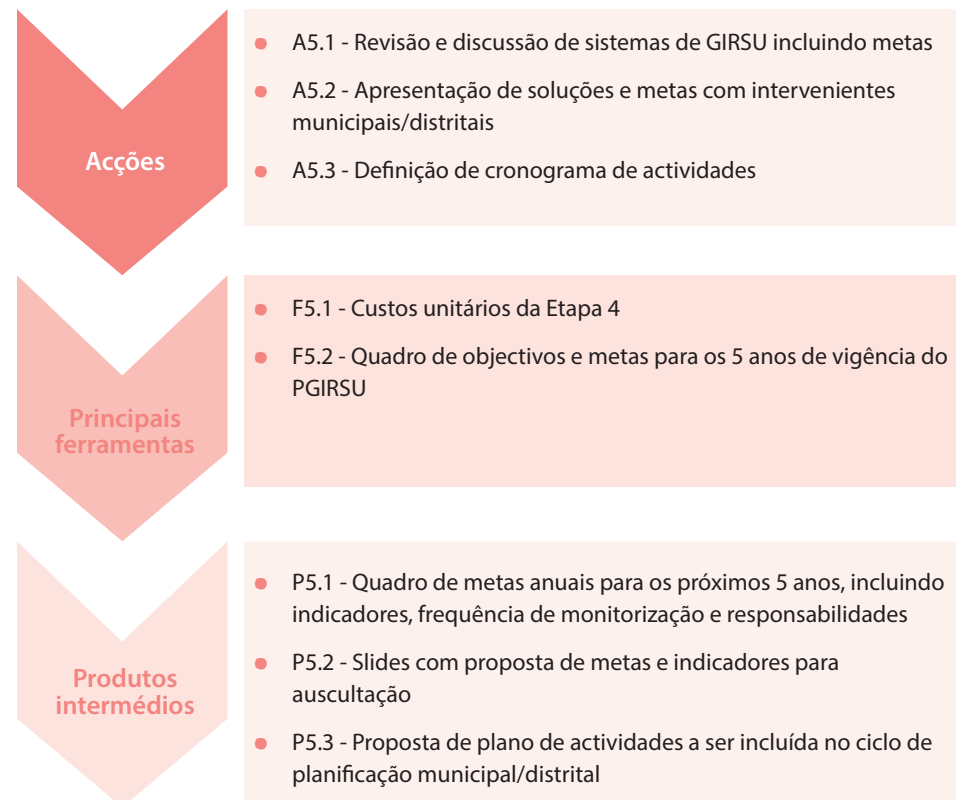 Acções
A5.1 - Revisão e discussão de sistemas de GIRSU incluindo metas
A5.2 - Apresentação de soluções e metas com intervenientes
municipais/distritais
A5.3 - Definição de cronograma de actividades
Principais
ferramentas
F5.1 - Custos unitários da Etapa 4
F5.2 - Quadro de objectivos e metas para os 5 anos de vigência do
PGIRSU
Produtos
intermédios
P5.1 - Quadro de metas anuais para os próximos 5 anos, incluindo
indicadores, frequência de monitorização e responsabilidades
P5.2 - Slides com proposta de metas e indicadores para
auscultação
P5.3 - Proposta de plano de actividades a ser incluída no ciclo de
planificação municipal/distrital